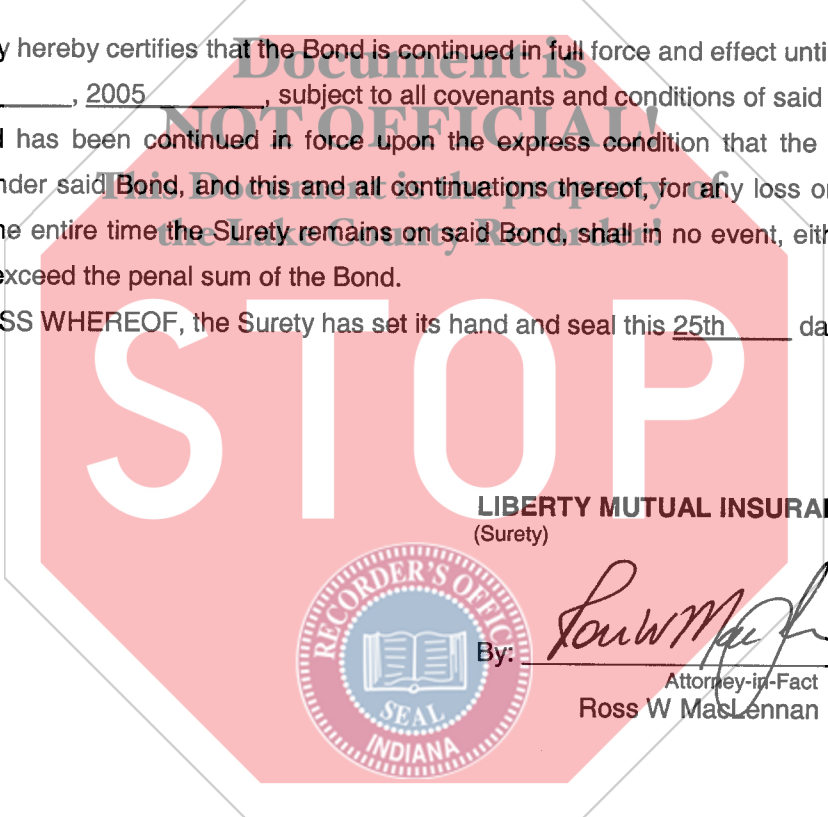 y hereby certifies that the Bond is continued in full force and effect unti
, 2005 , subject to all covenants and conditions of said
has been continued in force upon the express condition that the
nder said Bond, and this and all continuations thereof, for any loss or
ne entire time the Surety remains on said Bond, shall in no event, eith
exceed the penal sum of the Bond.
SS WHEREOF, the Surety has set its hand and seal this 25th da
Document is
NOT OFFICIAL!
This Document is the property of
the Lake County Recorder!
STOP
LIBERTY MUTUAL INSURA
(Surety)
By:
Attorney-in-Fact
Ross W MacLennan
RECORDER'S OFFIC
SEAL
INDIANA